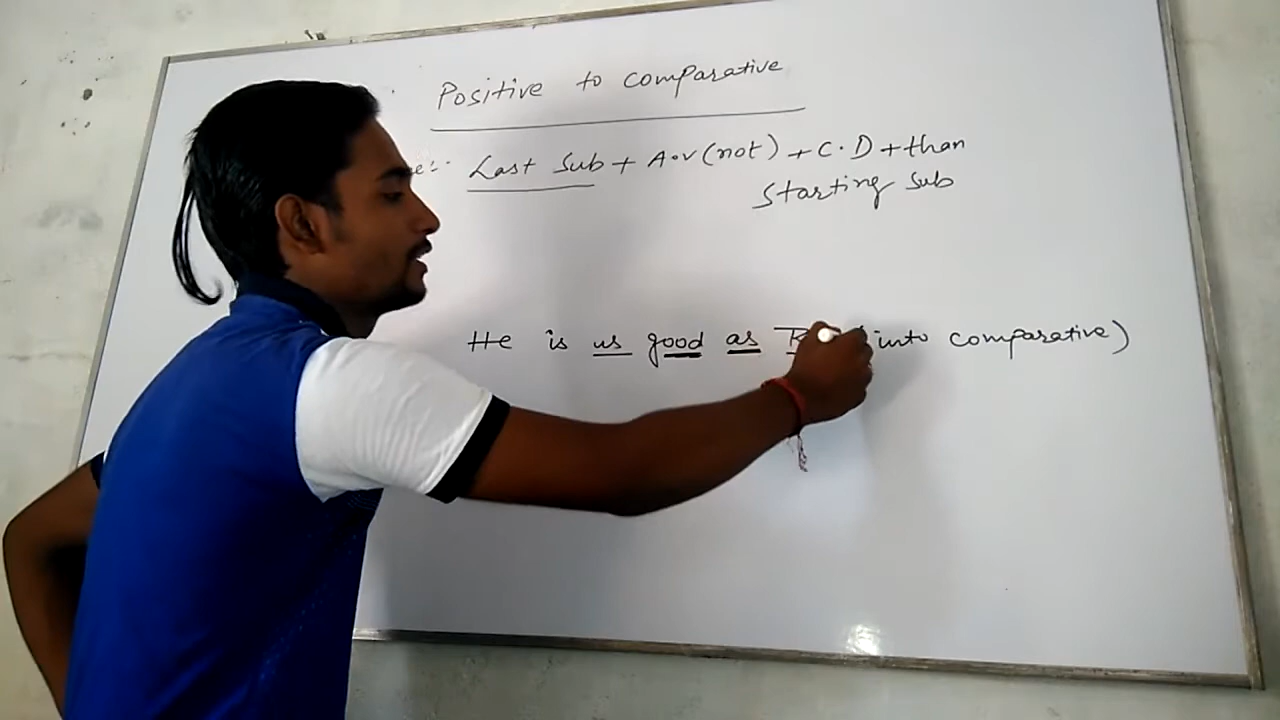 Positive to comparative
Last Sub + A.V (not) + C.D + than
Starting Sub
He is us good as into comparative)